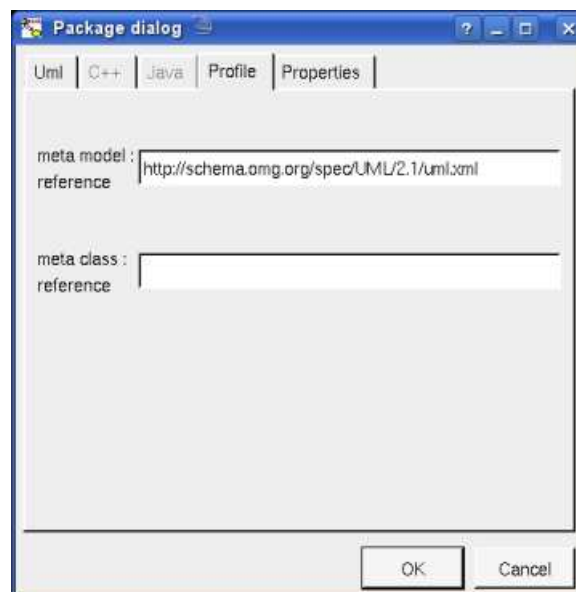 Package dialog
?
Uml C++ Java Profile Properties
meta model :
reference
http://schema.omg.org/spec/UML/2.1/uml.xml
meta class :
reference
OK Cancel